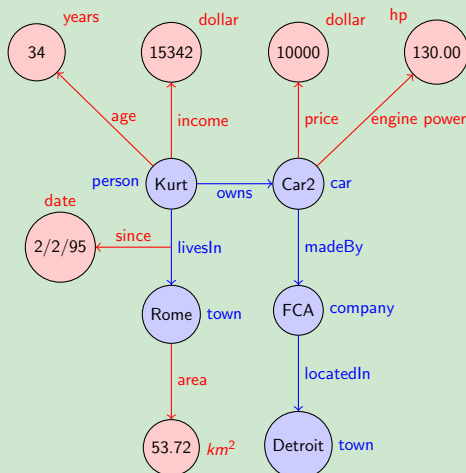 years
dollar
dollar
hp
34
15342
10000
130.00
age
income
price
engine power
person
Kurt
owns
Car2
car
date
2/2/95
since
livesIn
madeBy
Rome
town
FCA
company
area
locatedIn
53.72
km²
Detroit
town